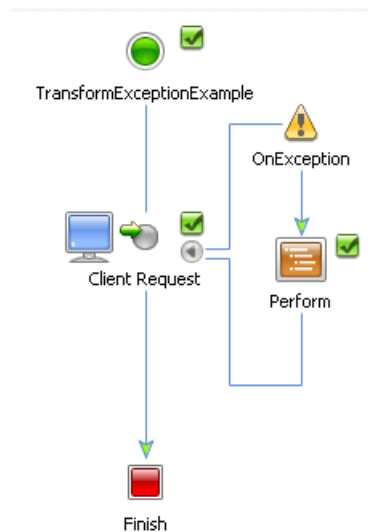 TransformExceptionExample
OnException
Client Request
Perform
Finish